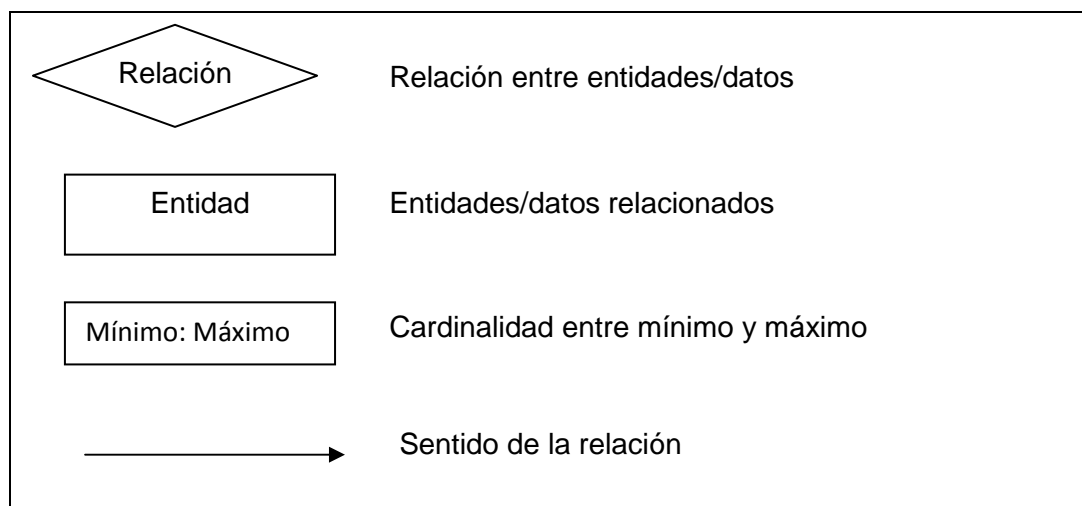 Relación
Relación entre entidades/datos
Entidad
Entidades/datos relacionados
Mínimo: Máximo
Cardinalidad entre mínimo y máximo
Sentido de la relación